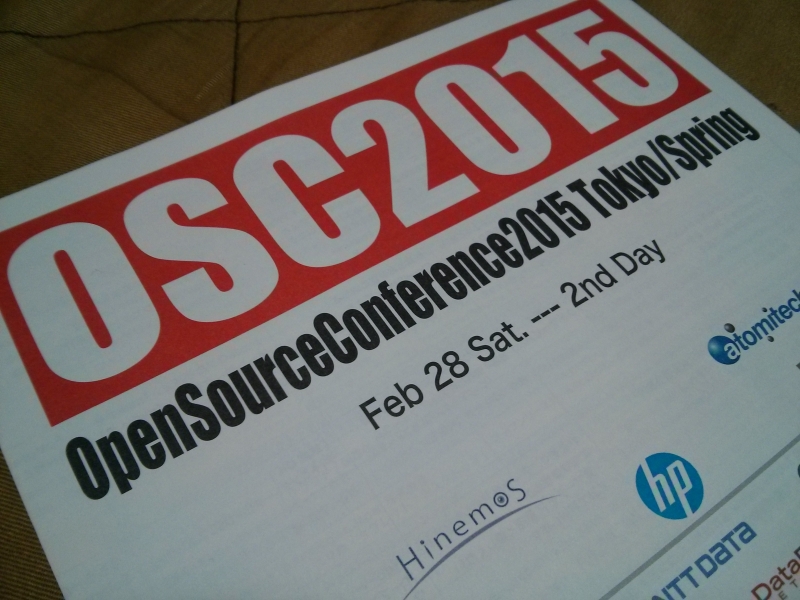 OSC2015
OpenSourceConference2015 Tokyo/Spring
Feb 28 Sat. --- 2nd Day
atomitech
Hinemos
hp
NTT DATA